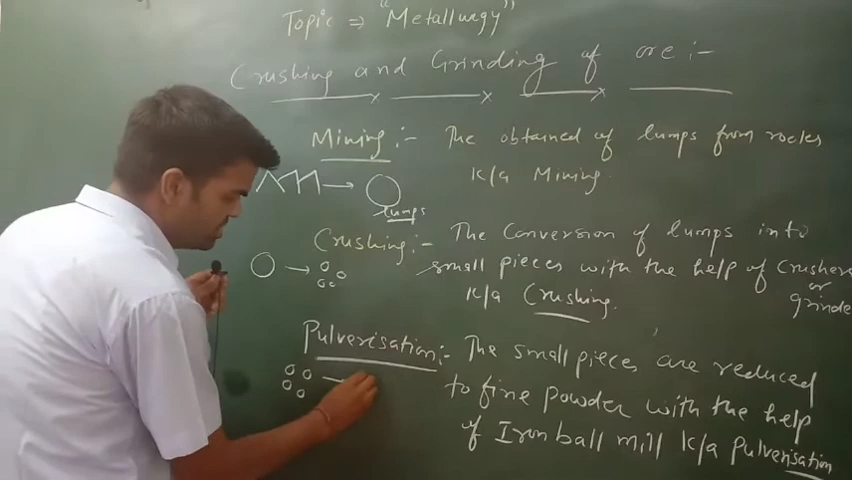 Topic ⇒ "Metallurgy"
Crushing and Grinding of ore :-
Mining :- The obtained of lumps from rocks
k/a Mining.
lumps
Crushing :- The conversion of lumps into
small pieces with the help of crushers
or
grinde
k/a Crushing.
Pulverisation :- The small pieces are reduced
to fine powder with the help
of Iron ball mill k/a pulverisation